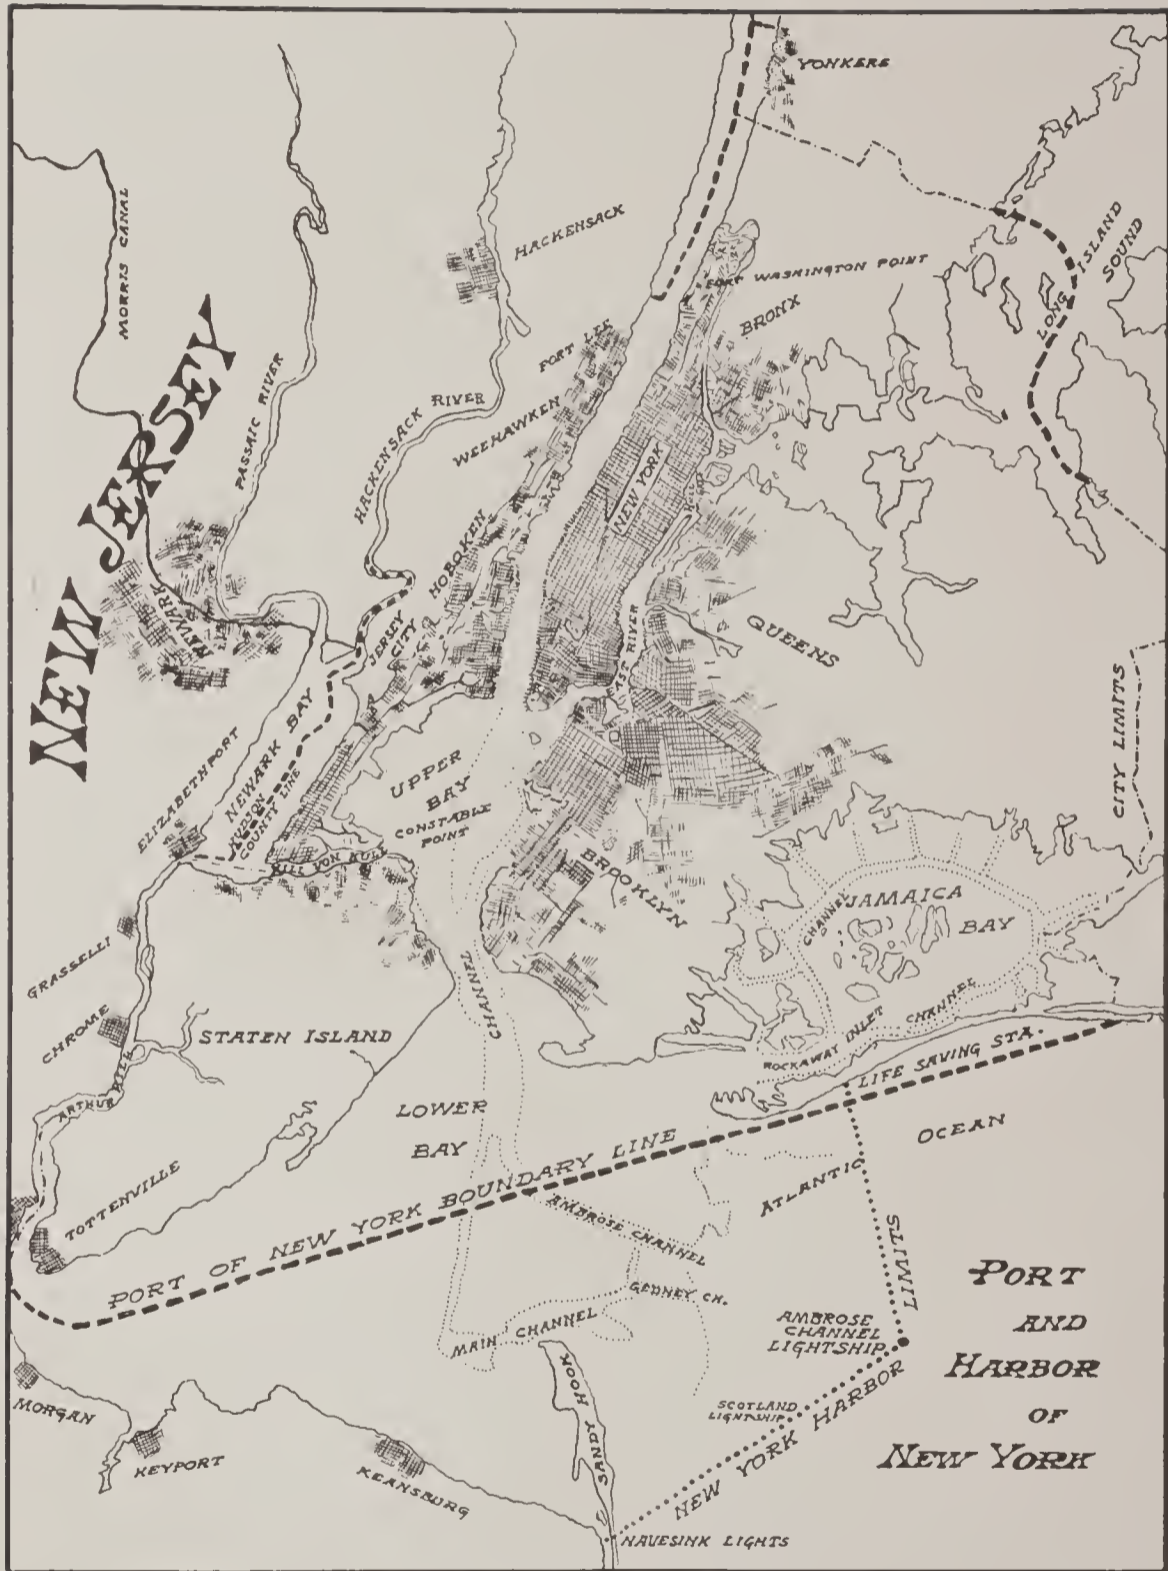 YONKERS
MORRIS CANAL
HACKENSACK
LONG ISLAND
SOUND
FORT WASHINGTON POINT
BRONX
NEW JERSEY
PASSAIC RIVER
FORT LEE
HACKENSACK RIVER
WEEHAWKEN
NEW YORK
HOBOKEN
NEWARK
JERSEY
CITY
EAST RIVER
QUEENS
CITY LIMITS
ELIZABETHPORT
NEWARK BAY
HUDSON
COUNTY LINE
UPPER
BAY
CONSTABLE
POINT
KILL VON KULL
BROOKLYN
JAMAICA
BAY
CHANNEL
GRASSELLI
CHROME
STATEN ISLAND
CHANNEL
ROCKAWAY INLET
CHANNEL
LIFE SAVING STA.
ARTHUR KILL
LOWER
BAY
ATLANTIC
OCEAN
TOTTENVILLE
PORT OF NEW YORK BOUNDARY LINE
AMBROSE CHANNEL
GEDNEY CH.
MAIN CHANNEL
AMBROSE
CHANNEL
LIGHTSHIP
SCOTLAND
LIGHTSHIP
SANDY HOOK
NEW YORK HARBOR
LIMITS
MORGAN
KEYPORT
KEANSBURG
NAVESINK LIGHTS
PORT
AND
HARBOR
OF
NEW YORK